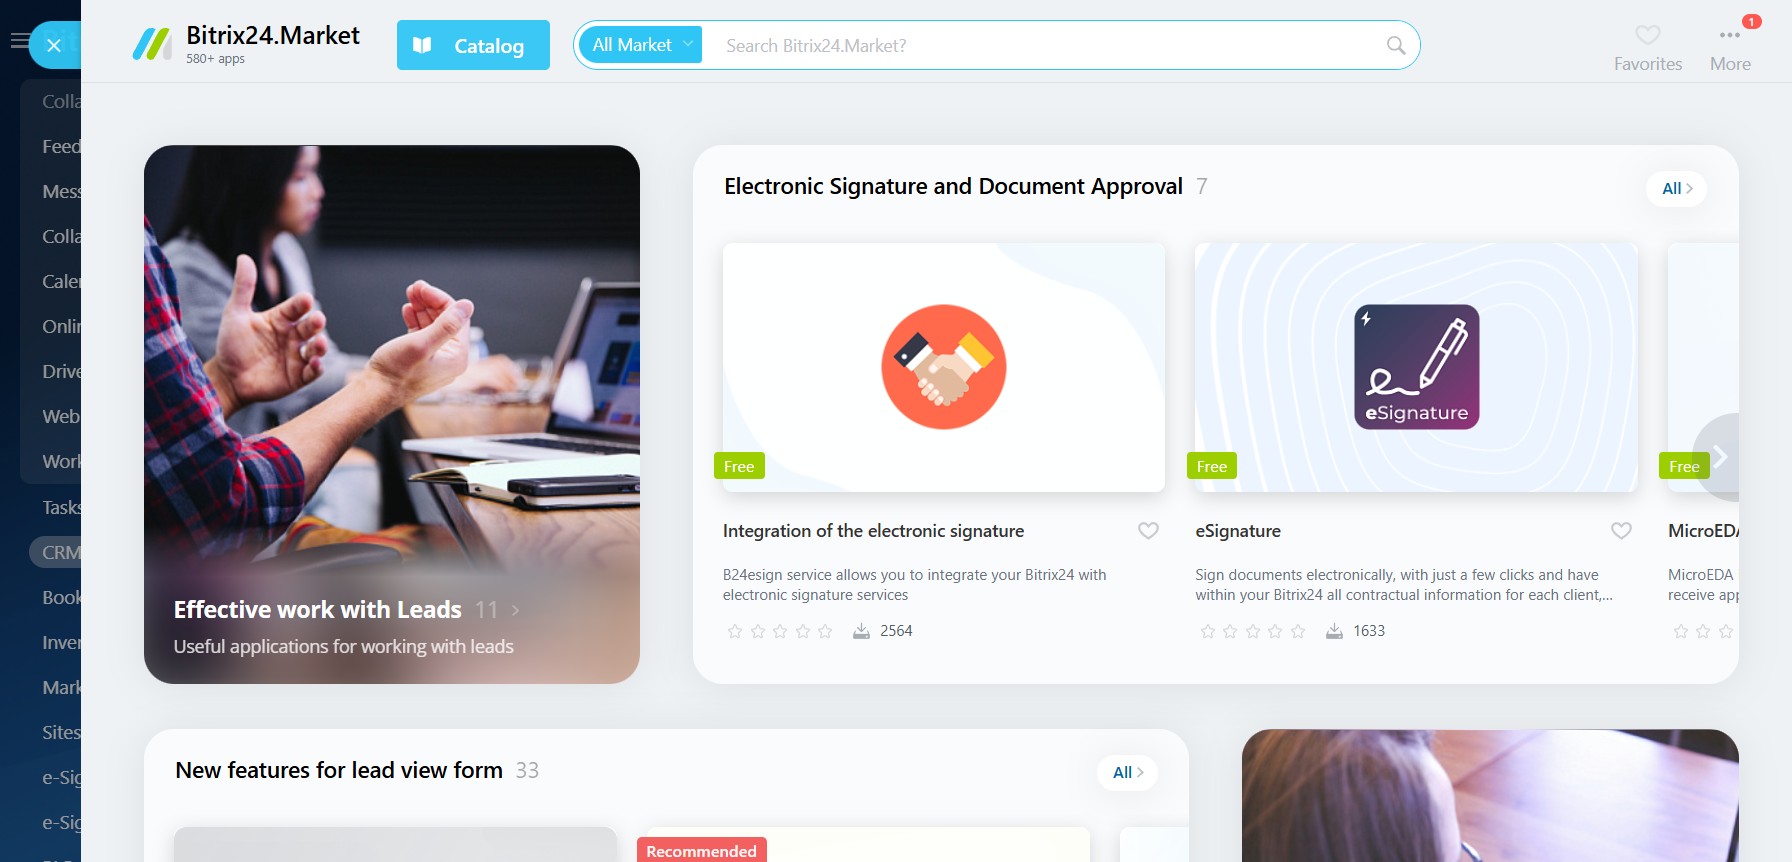 Bitrix24.Market
580+ apps
Catalog
All Market
Search Bitrix24.Market?
Favorites
1
More
Colla
Feed
Mess
Colla
Calen
Onlin
Drive
Web
Work
Tasks
CRM
Book
Inver
Mark
Sites
e-Sig
e-Sig
Effective work with Leads 11
Useful applications for working with leads
Electronic Signature and Document Approval 7
All
eSignature
Free
Free
Free
Integration of the electronic signature
B24esign service allows you to integrate your Bitrix24 with
electronic signature services
2564
eSignature
Sign documents electronically, with just a few clicks and have
within your Bitrix24 all contractual information for each client,...
1633
MicroEDA
MicroEDA
receive app
New features for lead view form 33
All
Recommended